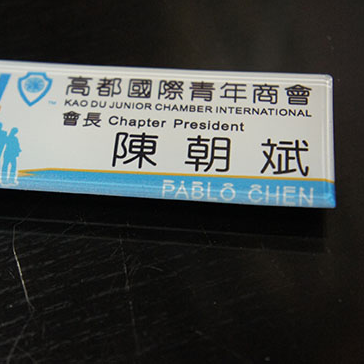 高都國際青年商會
KAO DU JUNIOR CHAMBER INTERNATIONAL
會長 Chapter President
陳朝斌
PABLO CHEN